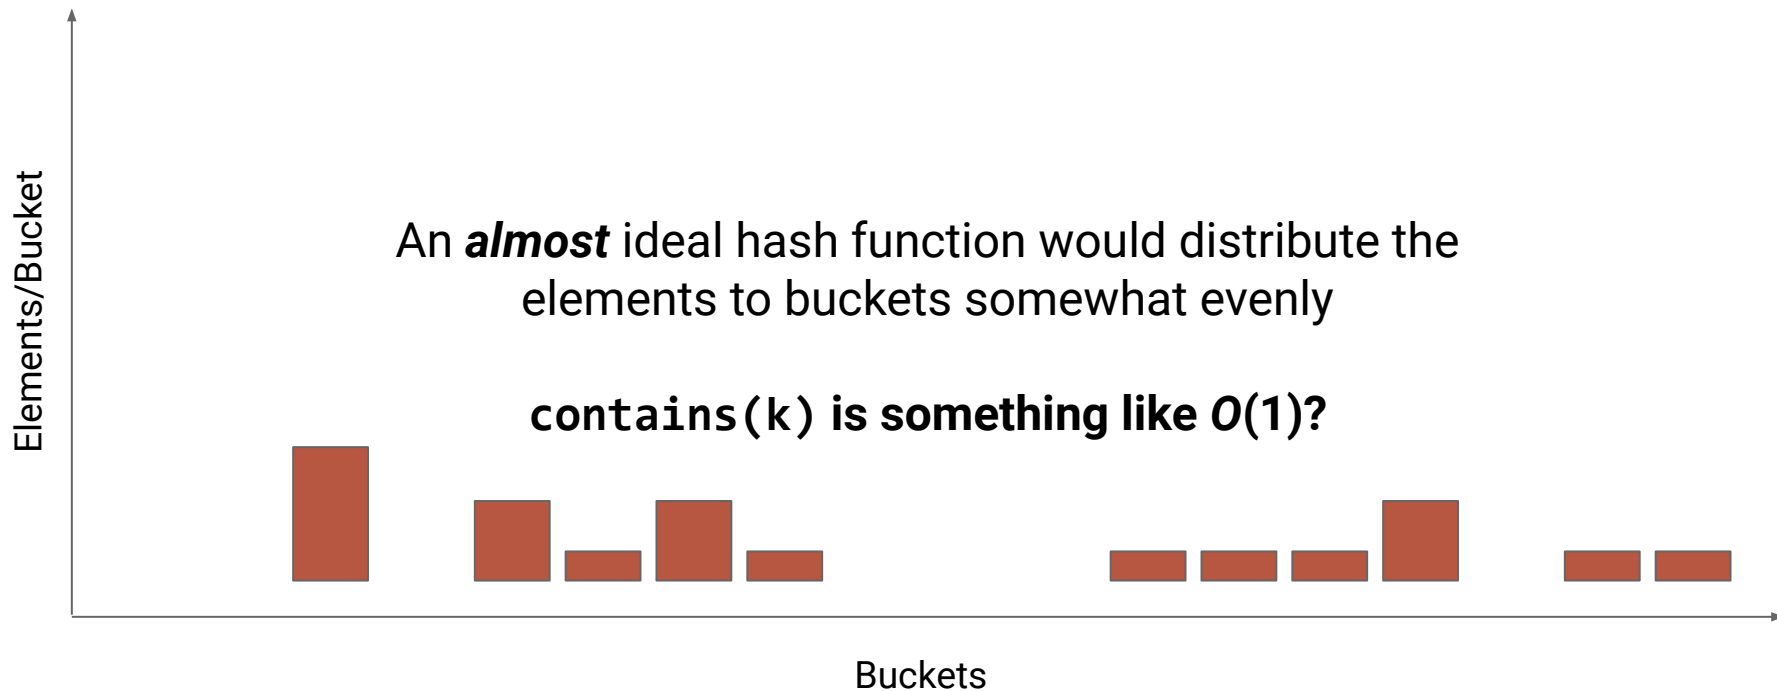 Elements/Bucket
An almost ideal hash function would distribute the
elements to buckets somewhat evenly
contains(k) is something like O(1)?
Buckets